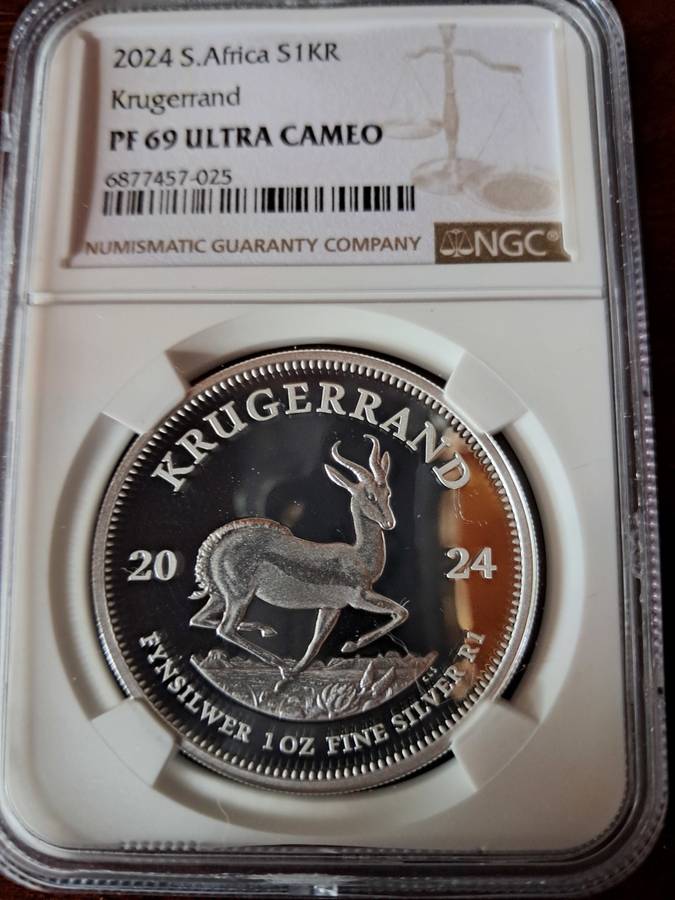 2024 S.Africa S1KR
Krugerrand
PF 69 ULTRA CAMEO
6877457-025
NUMISMATIC GUARANTY COMPANY
NGC®
KRUGERRAND
20 24
FYNSILWER 1 OZ FINE SILVER R1